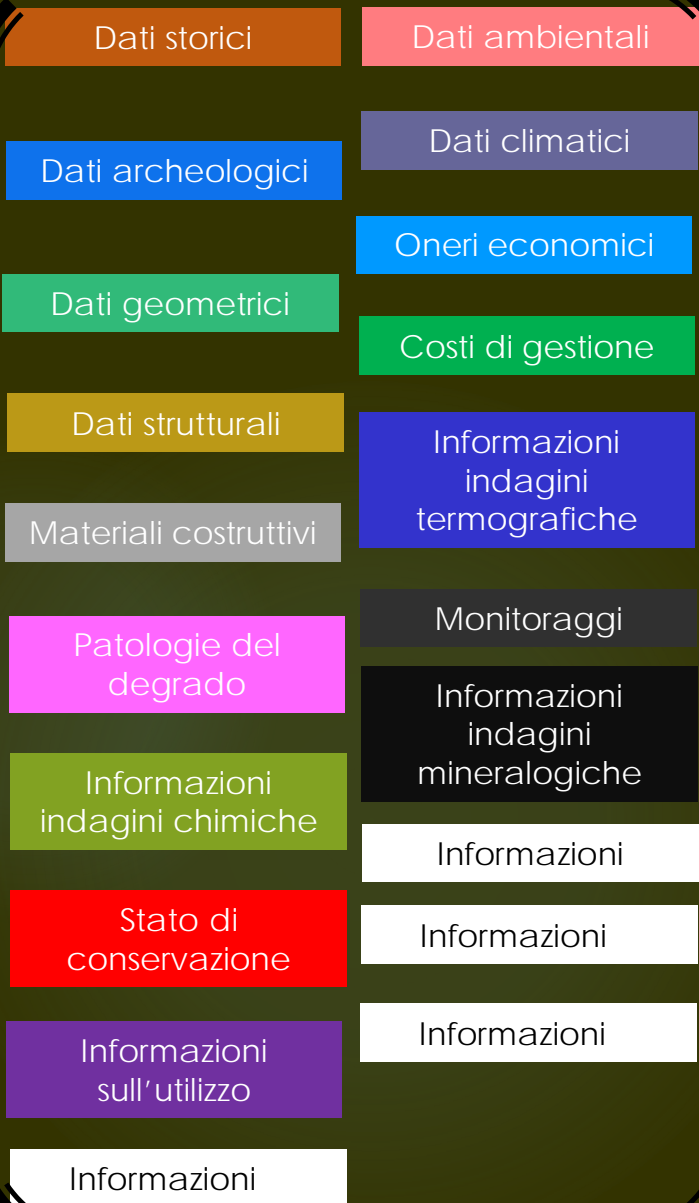 Dati storici
Dati archeologici
Dati geometrici
Dati strutturali
Materiali costruttivi
Patologie del
degrado
Informazioni
indagini chimiche
Stato di
conservazione
Informazioni
sull’utilizzo
Informazioni
Dati ambientali
Dati climatici
Oneri economici
Costi di gestione
Informazioni
indagini
termografiche
Monitoraggi
Informazioni
indagini
mineralogiche
Informazioni
Informazioni
Informazioni